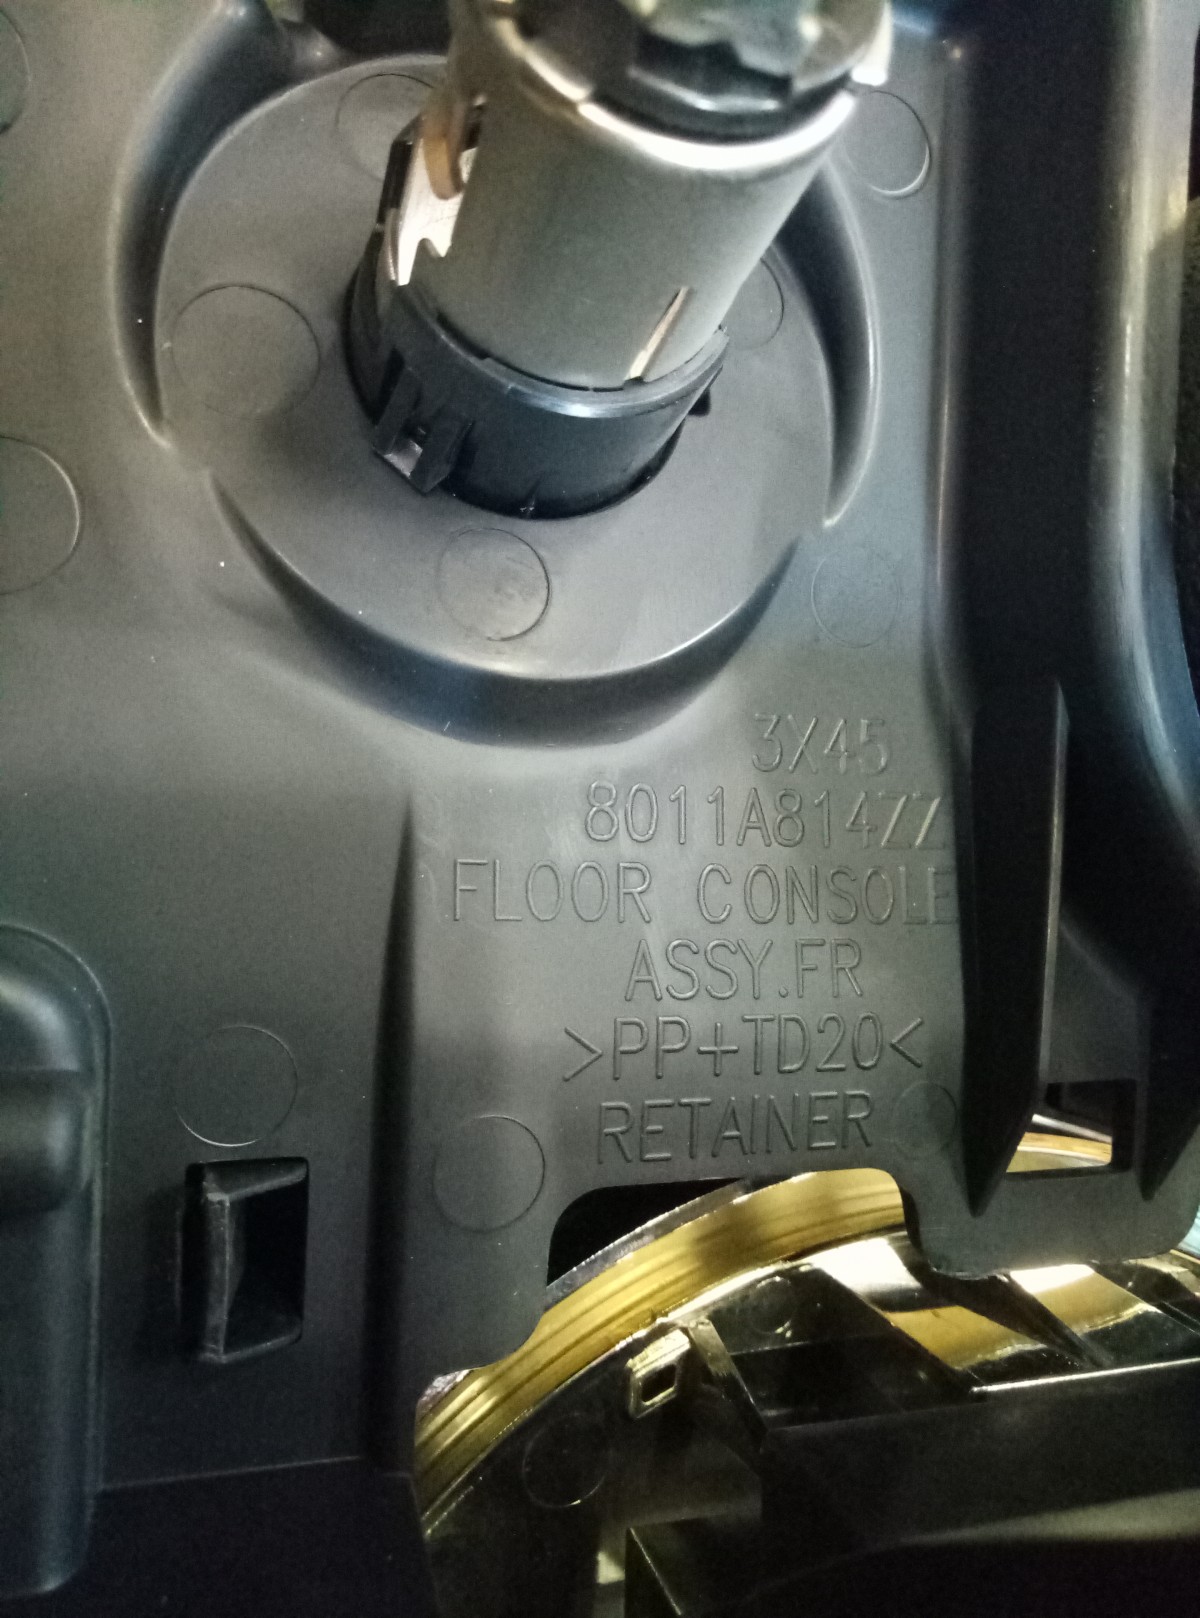 3X45
8011A814ZZ
FLOOR CONSOLE
ASSY.FR
>PP+TD20<
RETAINER